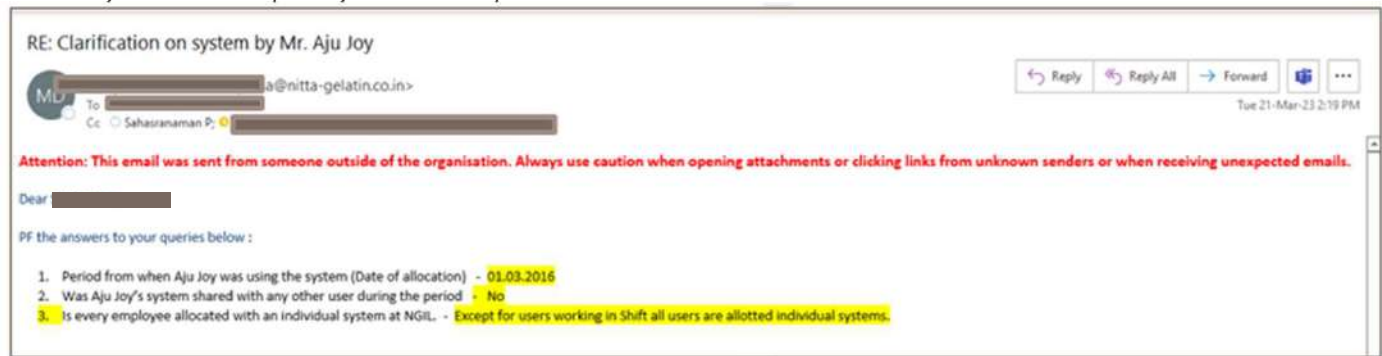 RE: Clarification on system by Mr. Aju Joy
MD
a@nitta-gelatin.co.in>
Reply Reply All Forward ...
To
Tue 21-Mar-23 2:19 PM
Cc Sahasranaman P;
Attention: This email was sent from someone outside of the organisation. Always use caution when opening attachments or clicking links from unknown senders or when receiving unexpected emails.
Dear
PF the answers to your queries below :
1. Period from when Aju Joy was using the system (Date of allocation) - 01.03.2016
2. Was Aju Joy's system shared with any other user during the period - No
3. Is every employee allocated with an individual system at NGIL. - Except for users working in Shift all users are allotted individual systems.